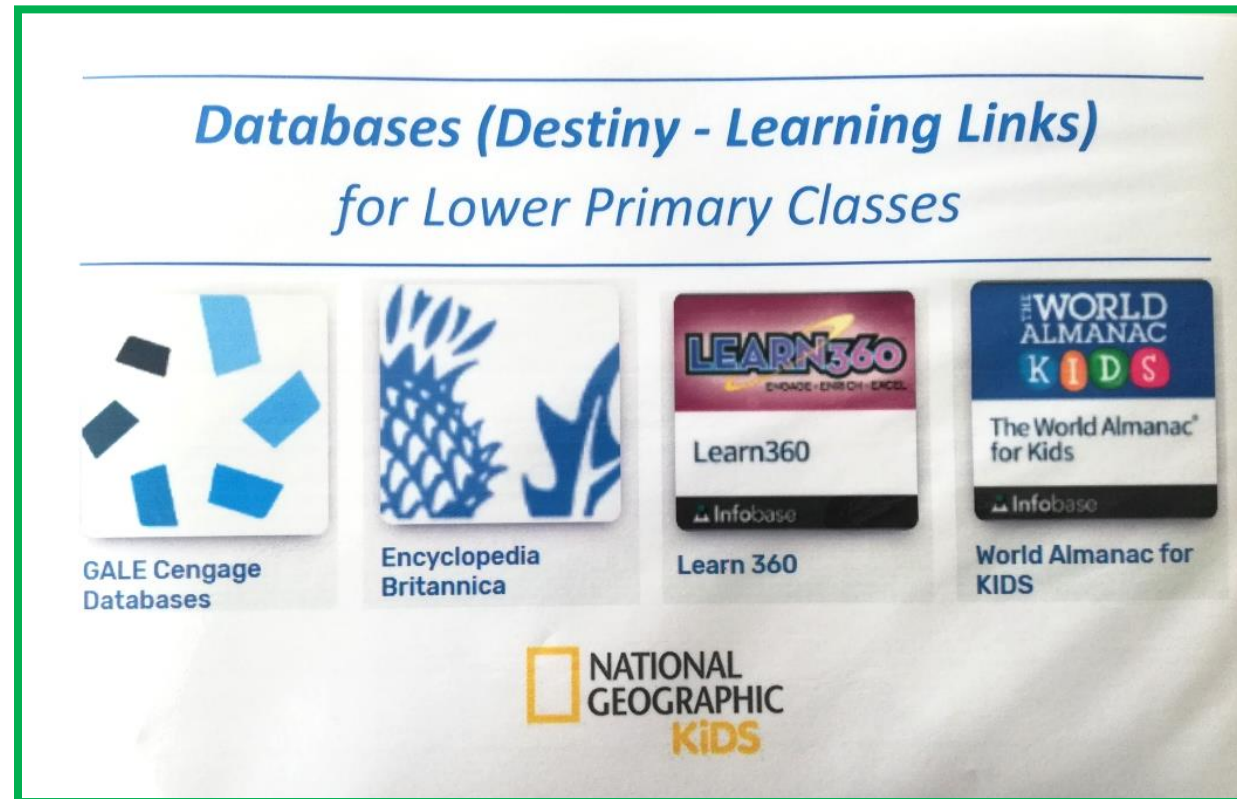 Databases (Destiny - Learning Links)
for Lower Primary Classes
LEARN360
ENGAGE - ENRICH - EXCEL
Learn360
Infobase
THE WORLD
ALMANAC
KIDS
The World Almanac®
for Kids
Infobase
GALE Cengage
Databases
Encyclopedia
Britannica
Learn 360
World Almanac for
KIDS
NATIONAL
GEOGRAPHIC
KiDS